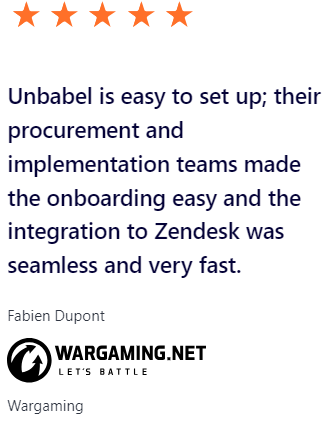 Unbabel is easy to set up; their
procurement and
implementation teams made
the onboarding easy and the
integration to Zendesk was
seamless and very fast.
Fabien Dupont
WARGAMING.NET
LET'S BATTLE
Wargaming